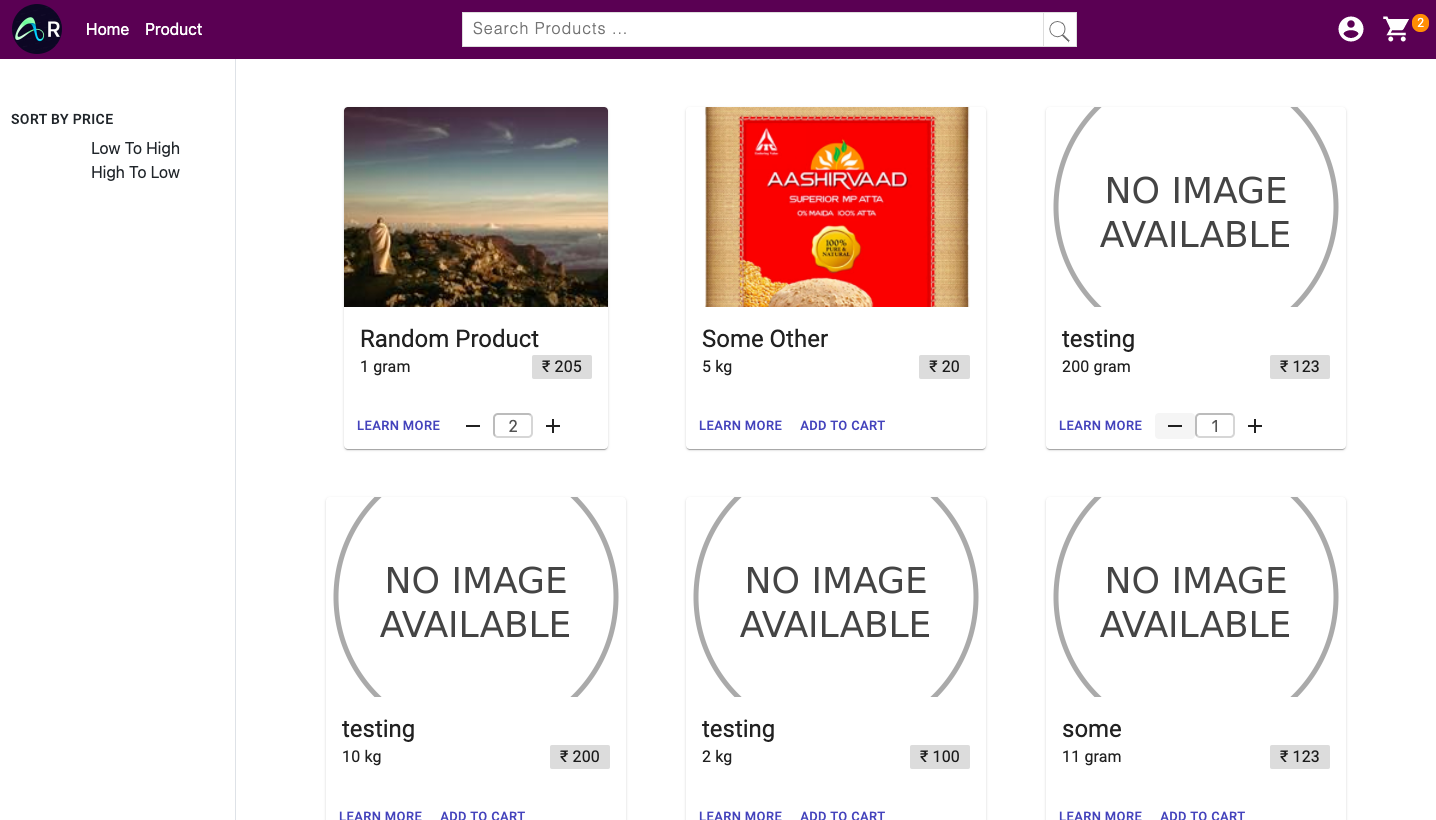 R
Home
Product
Search Products ...
2
SORT BY PRICE
Low To High
High To Low
AASHIRVAAD
SUPERIOR MP ATTA
0% MAIDA 100% ATTA
100%
PURE &
NATURAL
Random Product
1 gram
₹ 205
LEARN MORE
2
Some Other
5 kg
₹ 20
LEARN MORE
ADD TO CART
NO IMAGE
AVAILABLE
testing
200 gram
₹ 123
LEARN MORE
1
NO IMAGE
AVAILABLE
testing
10 kg
₹ 200
LEARN MORE
ADD TO CART
NO IMAGE
AVAILABLE
testing
2 kg
₹ 100
LEARN MORE
ADD TO CART
NO IMAGE
AVAILABLE
some
11 gram
₹ 123
LEARN MORE
ADD TO CART